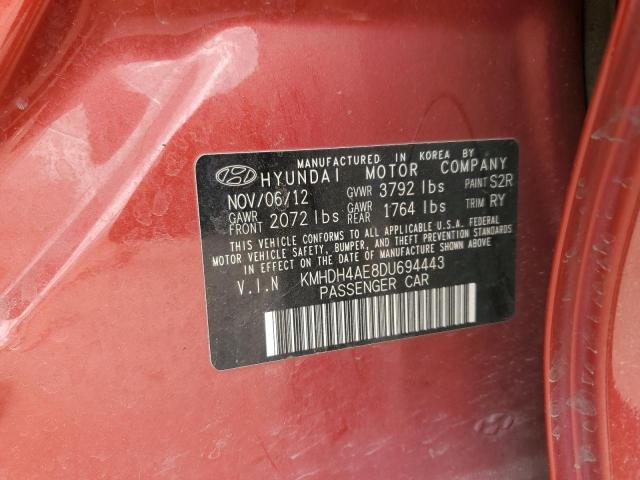 MANUFACTURED IN KOREA BY
HYUNDAI MOTOR COMPANY
NOV/06/12 GVWR 3792 lbs PAINT S2R
GAWR FRONT 2072 lbs GAWR REAR 1764 lbs TRIM RY
THIS VEHICLE CONFORMS TO ALL APPLICABLE U.S.A. FEDERAL
MOTOR VEHICLE SAFETY, BUMPER, AND THEFT PREVENTION STANDARDS
IN EFFECT ON THE DATE OF MANUFACTURE SHOWN ABOVE.
V.I.N KMHDH4AE8DU694443
PASSENGER CAR